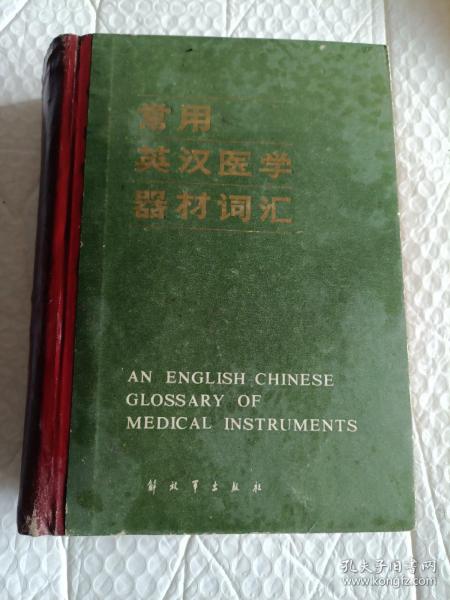 常用
英汉医学
器材词汇
AN ENGLISH-CHINESE
GLOSSARY OF
MEDICAL INSTRUMENTS
解放军出版社
孔夫子旧书网
www.kongfz.com